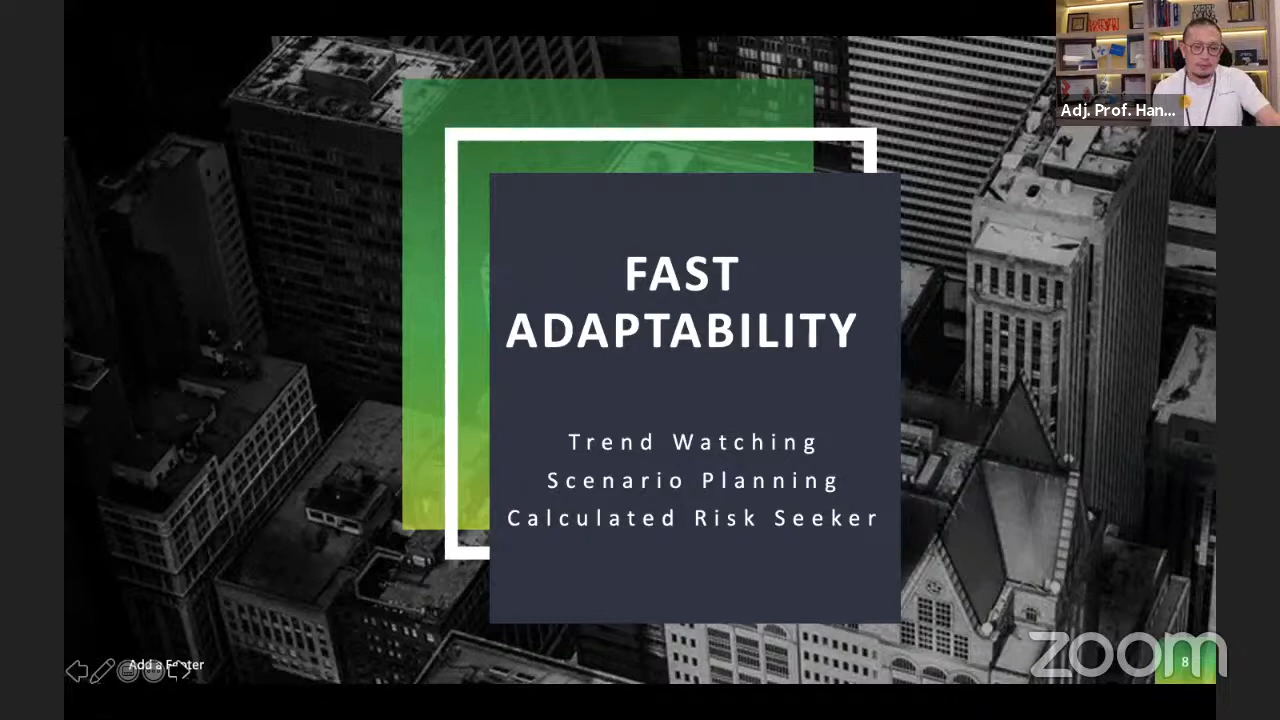 Adj. Prof. Han...
FAST
ADAPTABILITY
Trend Watching
Scenario Planning
Calculated Risk Seeker
Add a Footer
zoom
8